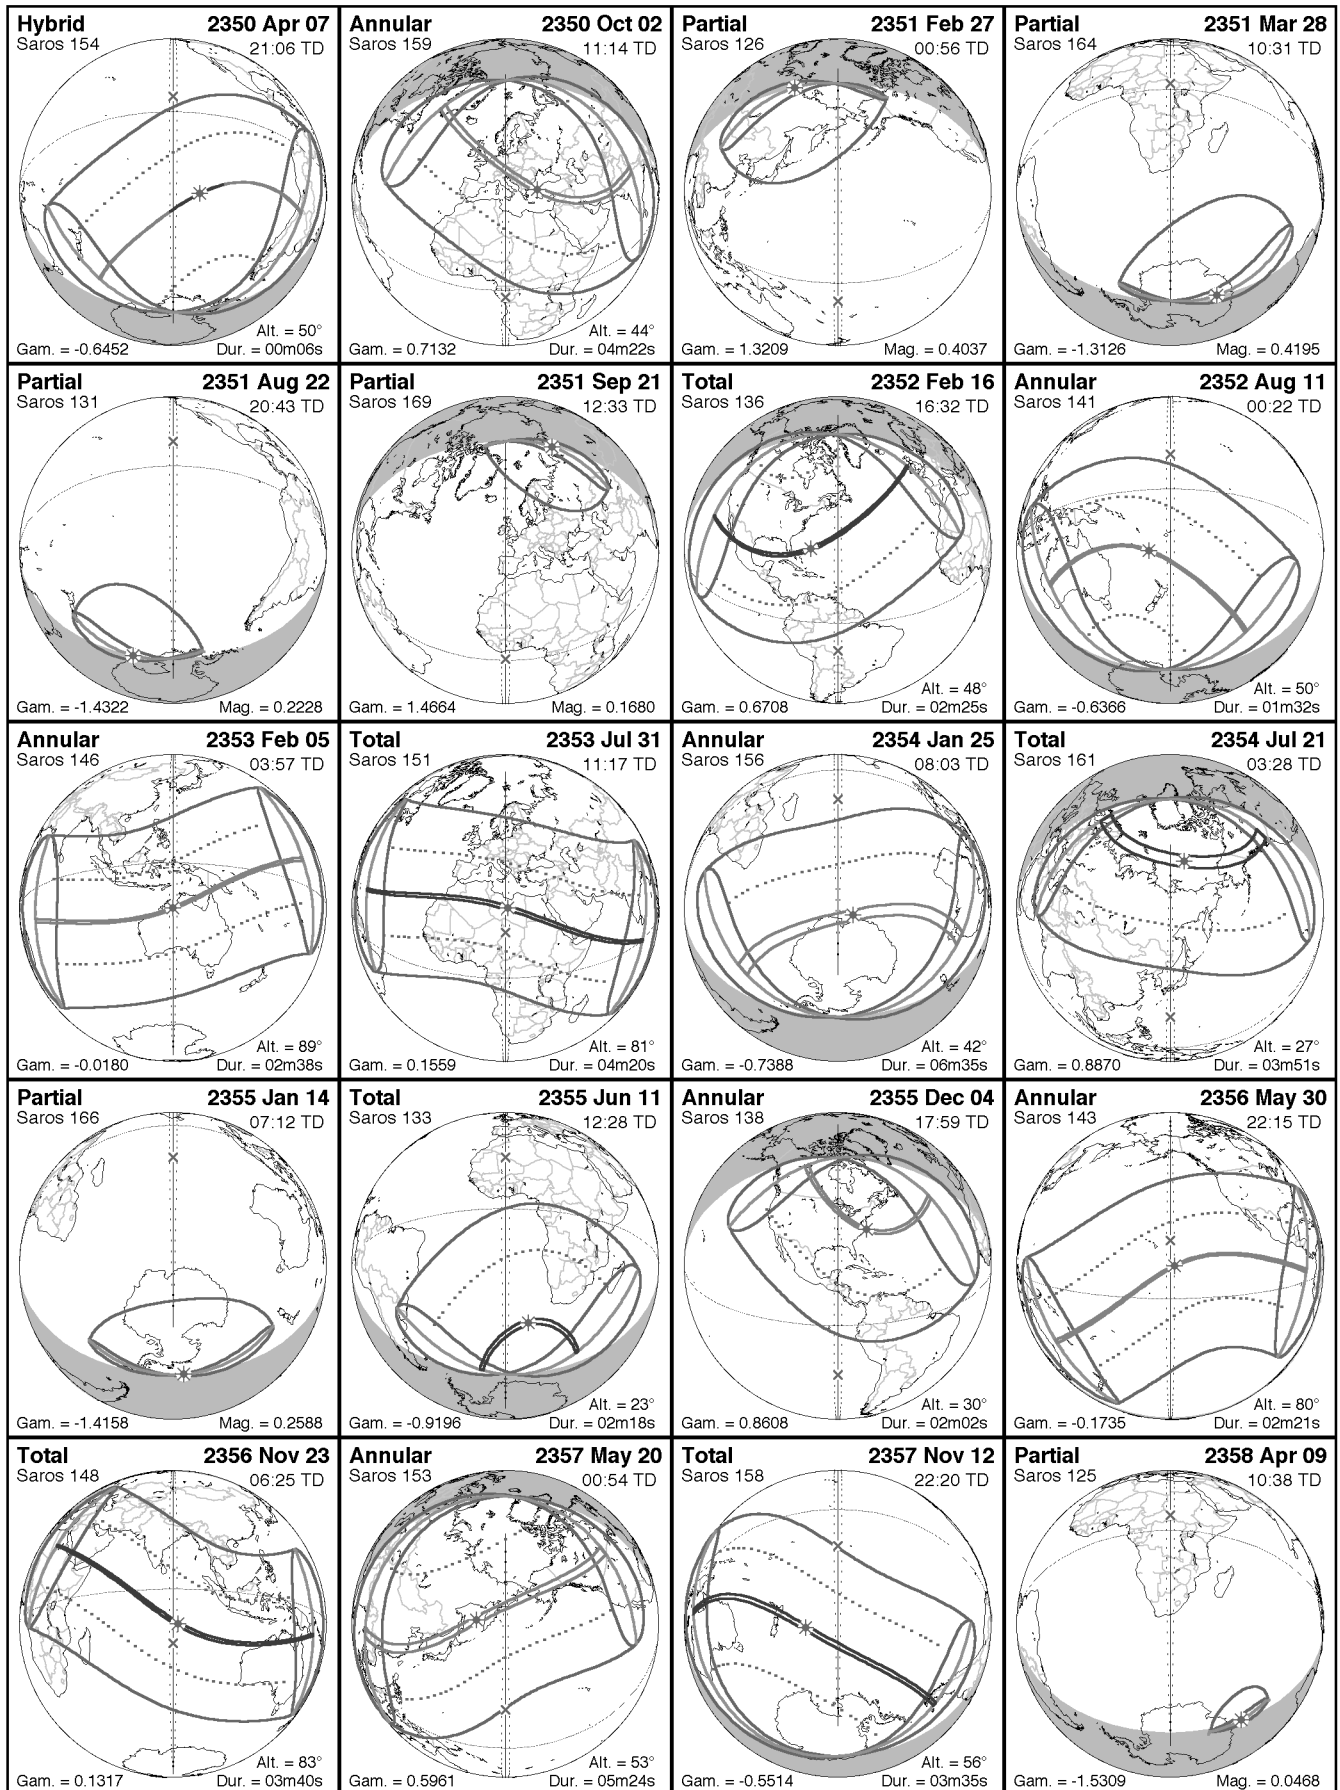 Hybrid 2350 Apr 07
Saros 154 21:06 TD
Alt. = 50°
Gam. = -0.6452 Dur. = 00m06s
Annular 2350 Oct 02
Saros 159 11:14 TD
Alt. = 44°
Gam. = 0.7132 Dur. = 04m22s
Partial 2351 Feb 27
Saros 126 00:56 TD
Gam. = 1.3209 Mag. = 0.4037
Partial 2351 Mar 28
Saros 164 10:31 TD
Gam. = -1.3126 Mag. = 0.4195
Partial 2351 Aug 22
Saros 131 20:43 TD
Gam. = -1.4322 Mag. = 0.2228
Partial 2351 Sep 21
Saros 169 12:33 TD
Gam. = 1.4664 Mag. = 0.1680
Total 2352 Feb 16
Saros 136 16:32 TD
Alt. = 48°
Gam. = 0.6708 Dur. = 02m25s
Annular 2352 Aug 11
Saros 141 00:22 TD
Alt. = 50°
Gam. = -0.6366 Dur. = 01m32s
Annular 2353 Feb 05
Saros 146 03:57 TD
Alt. = 89°
Gam. = -0.0180 Dur. = 02m38s
Total 2353 Jul 31
Saros 151 11:17 TD
Alt. = 81°
Gam. = 0.1559 Dur. = 04m20s
Annular 2354 Jan 25
Saros 156 08:03 TD
Alt. = 42°
Gam. = -0.7388 Dur. = 06m35s
Total 2354 Jul 21
Saros 161 03:28 TD
Alt. = 27°
Gam. = 0.8870 Dur. = 03m51s
Partial 2355 Jan 14
Saros 166 07:12 TD
Gam. = -1.4158 Mag. = 0.2588
Total 2355 Jun 11
Saros 133 12:28 TD
Alt. = 23°
Gam. = -0.9196 Dur. = 02m18s
Annular 2355 Dec 04
Saros 138 17:59 TD
Alt. = 30°
Gam. = 0.8608 Dur. = 02m02s
Annular 2356 May 30
Saros 143 22:15 TD
Alt. = 80°
Gam. = -0.1735 Dur. = 02m21s
Total 2356 Nov 23
Saros 148 06:25 TD
Alt. = 83°
Gam. = 0.1317 Dur. = 03m40s
Annular 2357 May 20
Saros 153 00:54 TD
Alt. = 53°
Gam. = 0.5961 Dur. = 05m24s
Total 2357 Nov 12
Saros 158 22:20 TD
Alt. = 56°
Gam. = -0.5514 Dur. = 03m35s
Partial 2358 Apr 09
Saros 125 10:38 TD
Gam. = -1.5309 Mag. = 0.0468